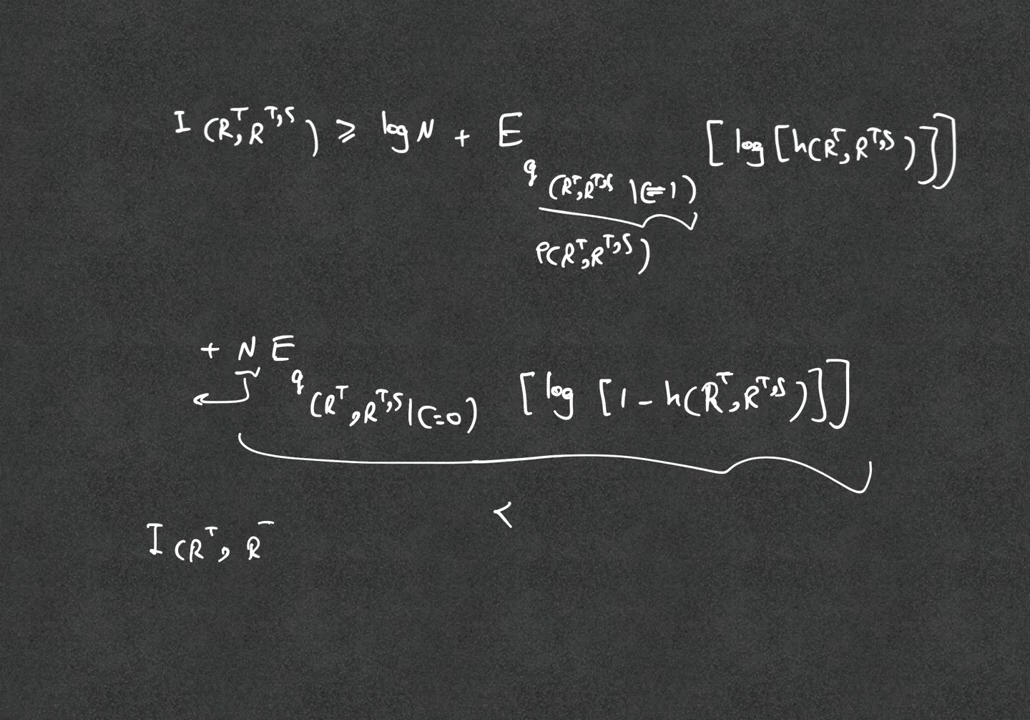 I(R^T, R^{T,S}) ≥ log N + E_{q(R^T, R^{T,S} | C=1)} [log [h(R^T, R^{T,S})]]
P(R^T, R^{T,S})
+ N E_{q(R^T, R^{T,S} | C=0)} [log [1 - h(R^T, R^{T,S})]]
<
I(R^T, R^-